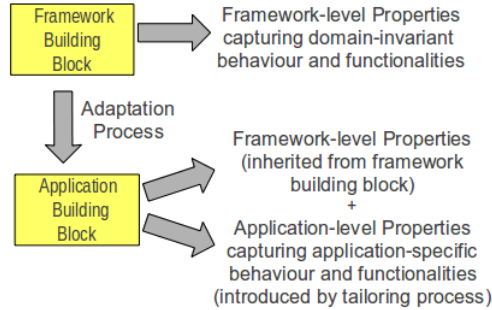 Framework
Building
Block
Framework-level Properties
capturing domain-invariant
behaviour and functionalities
Adaptation
Process
Application
Building
Block
Framework-level Properties
(inherited from framework
building block)
+
Application-level Properties
capturing application-specific
behaviour and functionalities
(introduced by tailoring process)